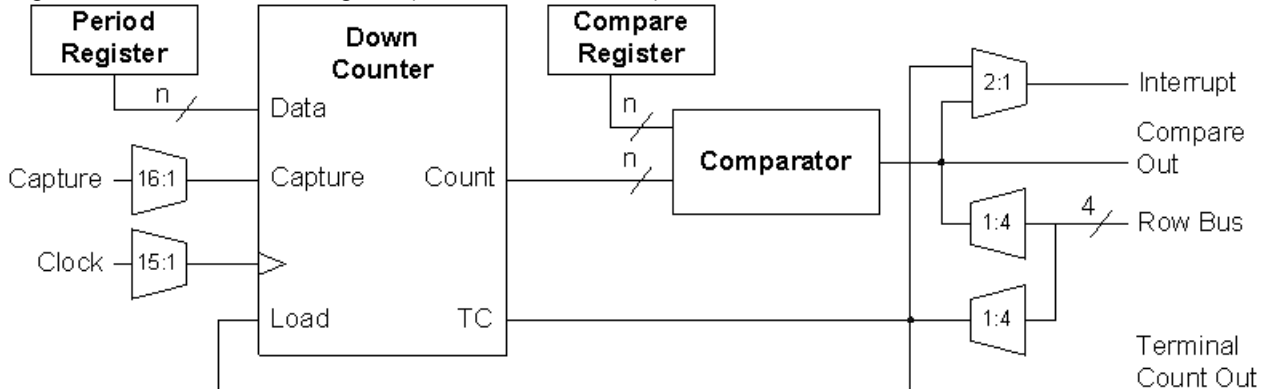 Period
Register
Down
Counter
Compare
Register
n
Data
n
2:1
Interrupt
Compare
Out
Capture
16:1
Capture
Count
n
Comparator
1:4
4
Row Bus
Clock
15:1
Load
TC
1:4
Terminal
Count Out